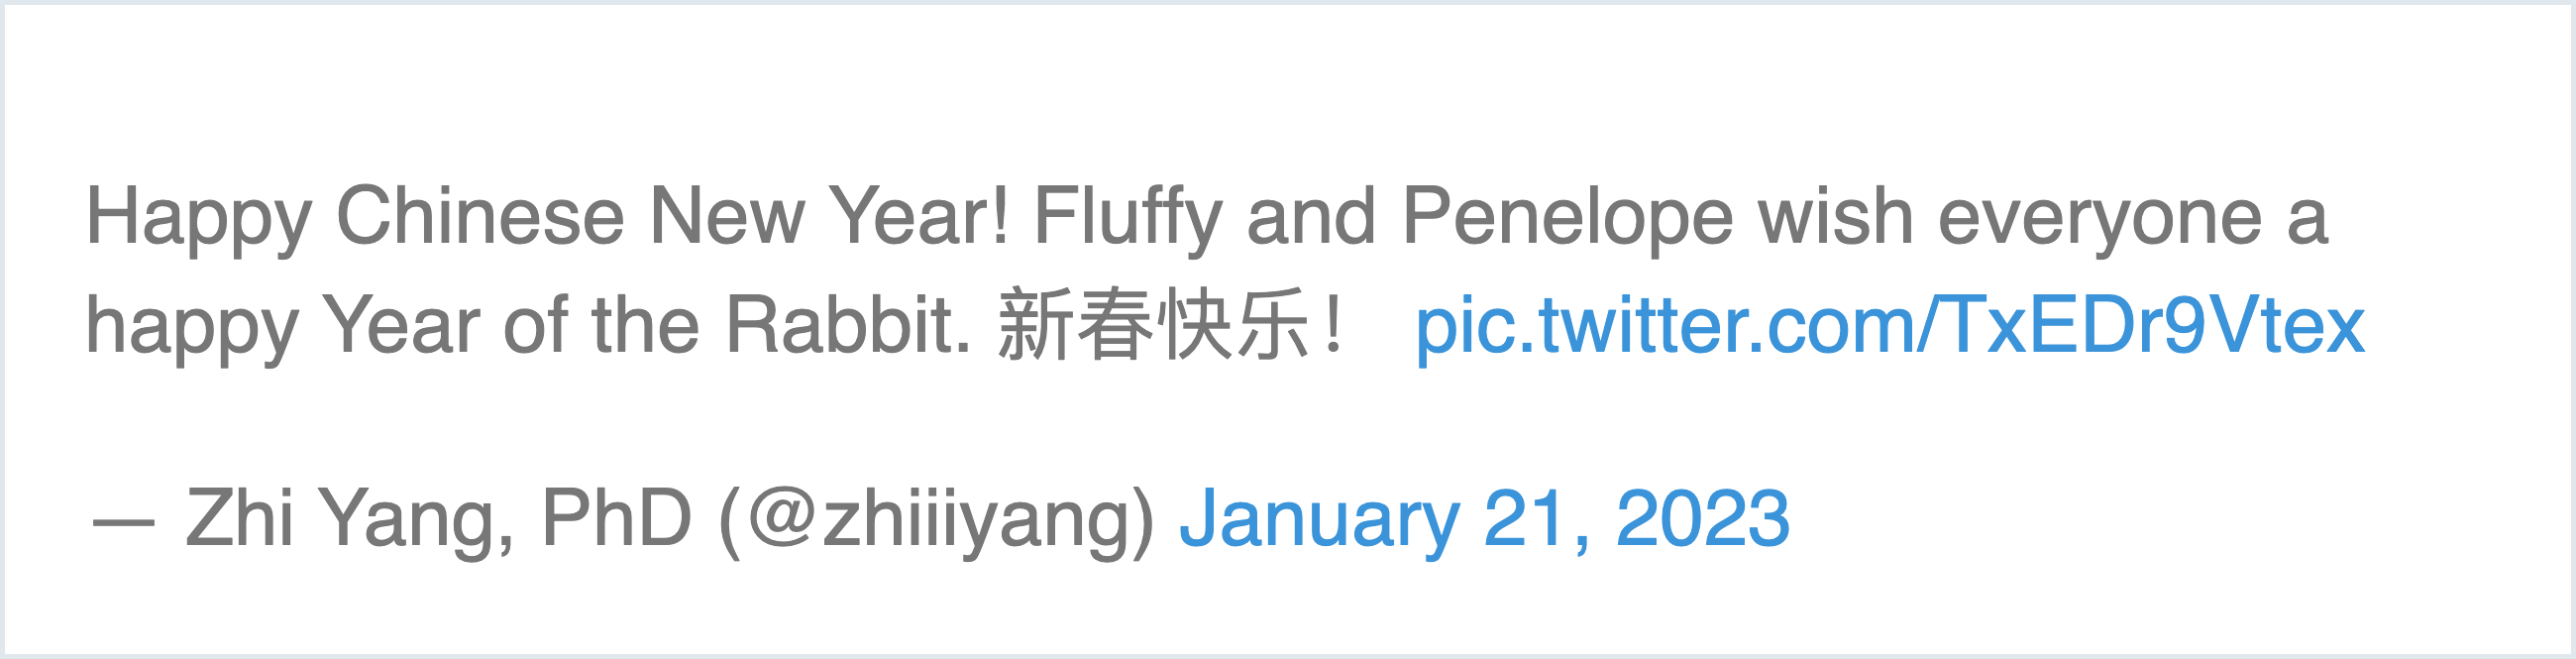 Happy Chinese New Year! Fluffy and Penelope wish everyone a
happy Year of the Rabbit. 新春快乐！ pic.twitter.com/TxEDr9Vtex
— Zhi Yang, PhD (@zhiiiyang) January 21, 2023